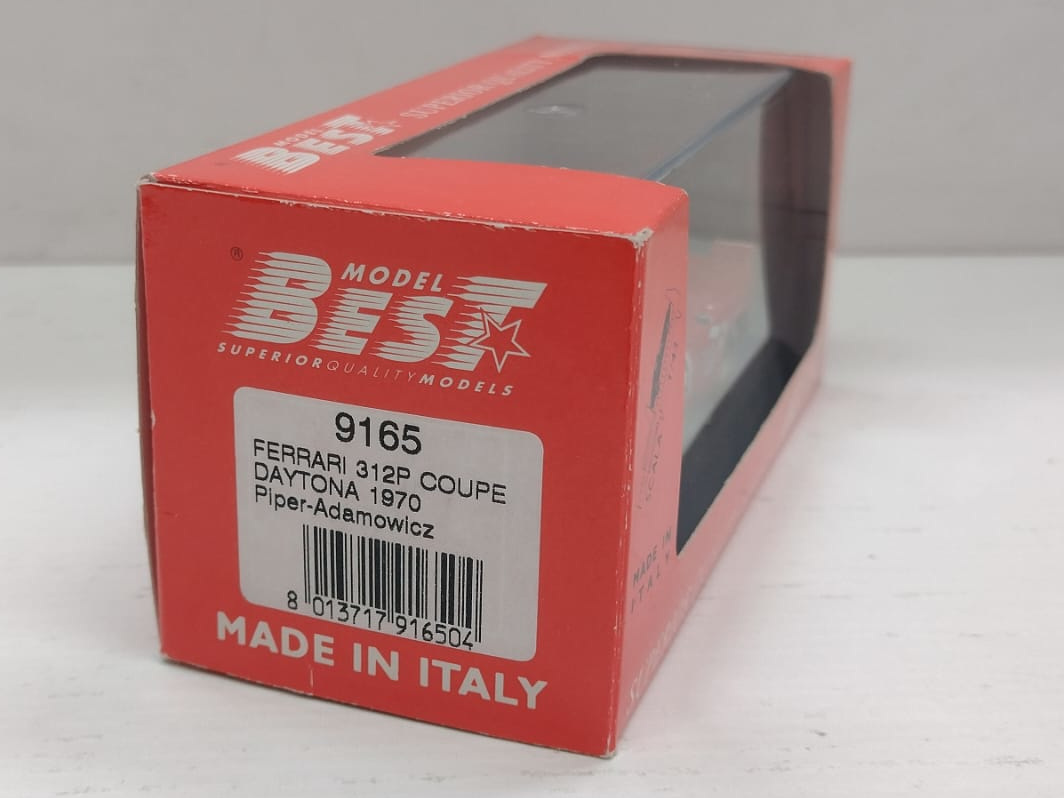 MODEL
BEST
SUPERIOR QUALITY
®
MODEL
BEST
SUPERIORQUALITYMODELS
9165
FERRARI 312P COUPE
DAYTONA 1970
Piper-Adamowicz
8 013717 916504
MADE IN ITALY
MADE IN
ITALY